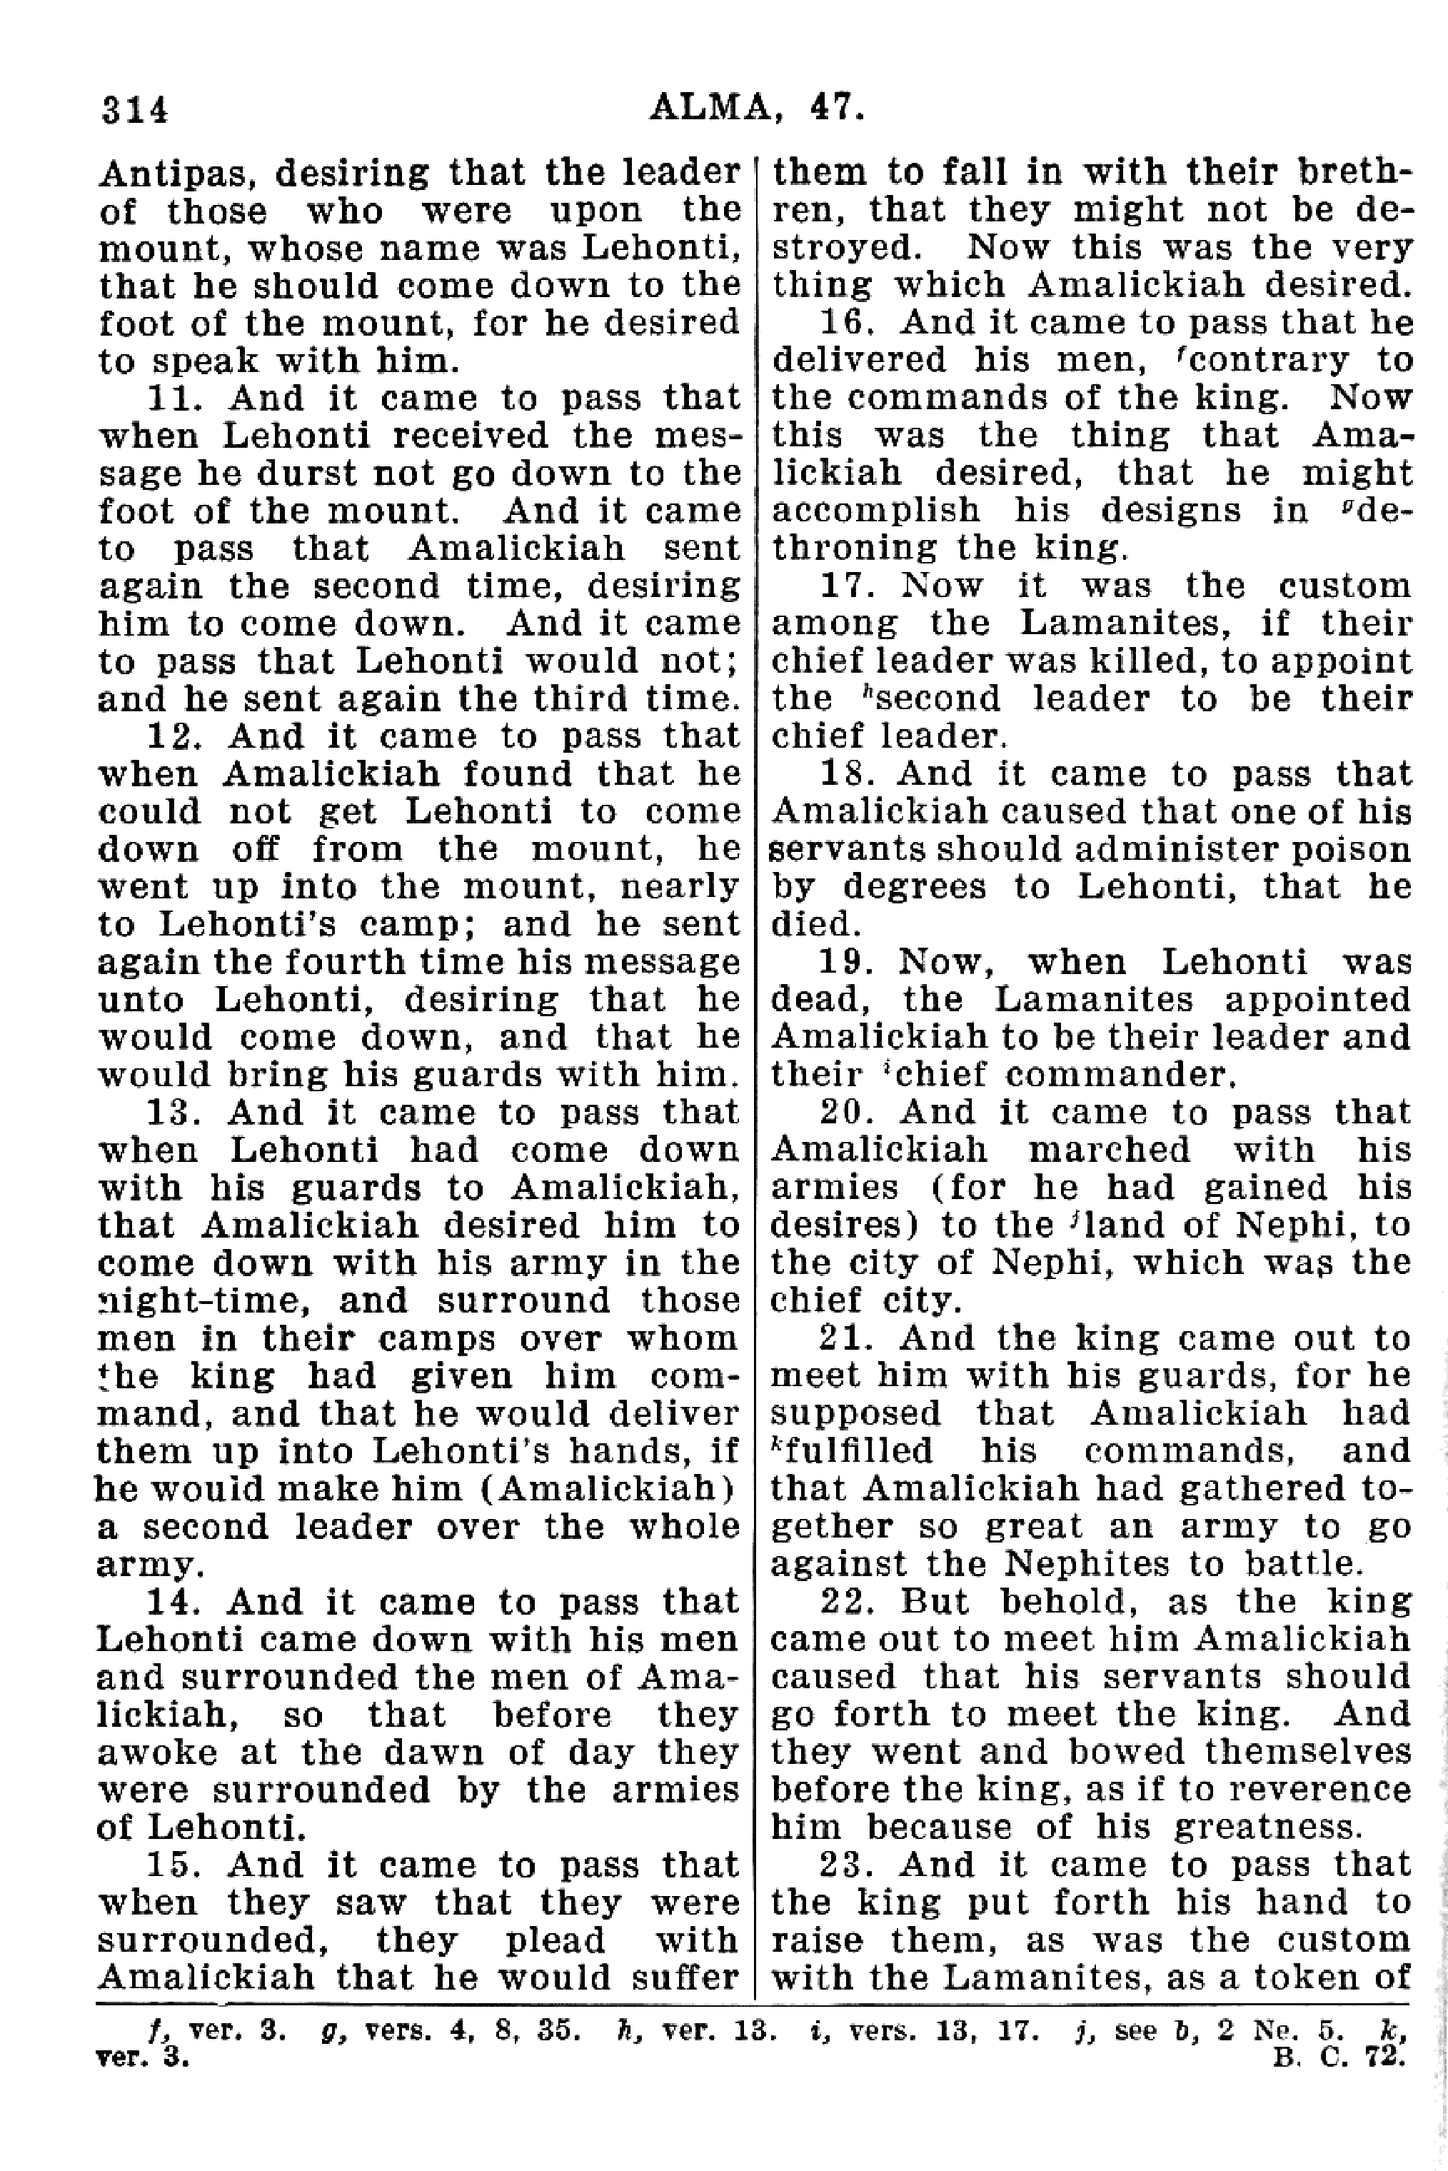 314
ALMA, 47.
Antipas, desiring that the leader
of those who were upon the
mount, whose name was Lehonti,
that he should come down to the
foot of the mount, for he desired
to speak with him.
11. And it came to pass that
when Lehonti received the mes-
sage he durst not go down to the
foot of the mount. And it came
to pass that Amalickiah sent
again the second time, desiring
him to come down. And it came
to pass that Lehonti would not;
and he sent again the third time.
12. And it came to pass that
when Amalickiah found that he
could not get Lehonti to come
down off from the mount, he
went up into the mount, nearly
to Lehonti's camp; and he sent
again the fourth time his message
unto Lehonti, desiring that he
would come down, and that he
would bring his guards with him.
13. And it came to pass that
when Lehonti had come down
with his guards to Amalickiah,
that Amalickiah desired him to
come down with his army in the
night-time, and surround those
men in their camps over whom
the king had given him com-
mand, and that he would deliver
them up into Lehonti's hands, if
he would make him (Amalickiah)
a second leader over the whole
army.
14. And it came to pass that
Lehonti came down with his men
and surrounded the men of Ama-
lickiah, so that before they
awoke at the dawn of day they
were surrounded by the armies
of Lehonti.
15. And it came to pass that
when they saw that they were
surrounded, they plead with
Amalickiah that he would suffer
them to fall in with their breth-
ren, that they might not be de-
stroyed. Now this was the very
thing which Amalickiah desired.
16. And it came to pass that he
delivered his men, fcontrary to
the commands of the king. Now
this was the thing that Ama-
lickiah desired, that he might
accomplish his designs in gde-
throning the king.
17. Now it was the custom
among the Lamanites, if their
chief leader was killed, to appoint
the hsecond leader to be their
chief leader.
18. And it came to pass that
Amalickiah caused that one of his
servants should administer poison
by degrees to Lehonti, that he
died.
19. Now, when Lehonti was
dead, the Lamanites appointed
Amalickiah to be their leader and
their ichief commander.
20. And it came to pass that
Amalickiah marched with his
armies (for he had gained his
desires) to the jland of Nephi, to
the city of Nephi, which was the
chief city.
21. And the king came out to
meet him with his guards, for he
supposed that Amalickiah had
kfulfilled his commands, and
that Amalickiah had gathered to-
gether so great an army to go
against the Nephites to battle.
22. But behold, as the king
came out to meet him Amalickiah
caused that his servants should
go forth to meet the king. And
they went and bowed themselves
before the king, as if to reverence
him because of his greatness.
23. And it came to pass that
the king put forth his hand to
raise them, as was the custom
with the Lamanites, as a token of
f, ver. 3. g, vers. 4, 8, 35. h, ver. 13. i, vers. 13, 17. j, see b, 2 Ne. 5. k,
ver. 3. B. C. 72.